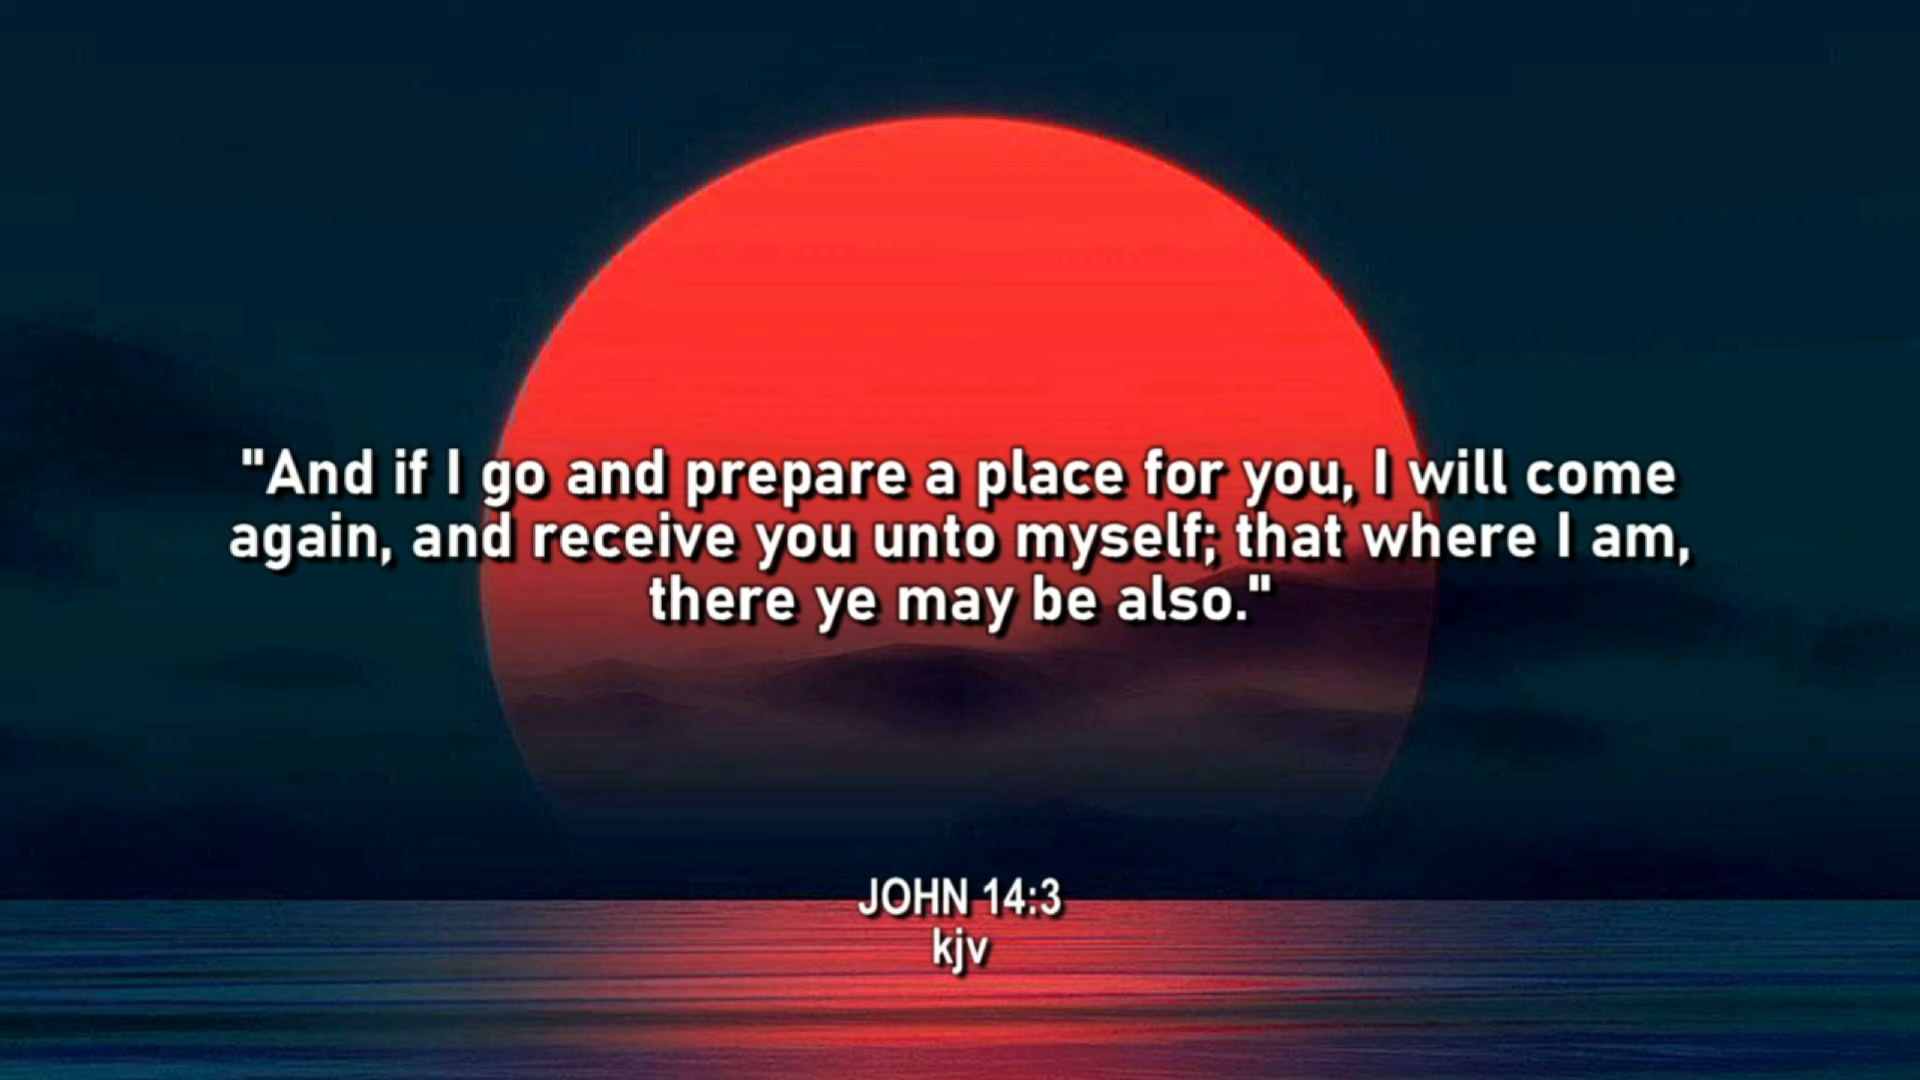 "And if I go and prepare a place for you, I will come
again, and receive you unto myself; that where I am,
there ye may be also."
JOHN 14:3
kjv